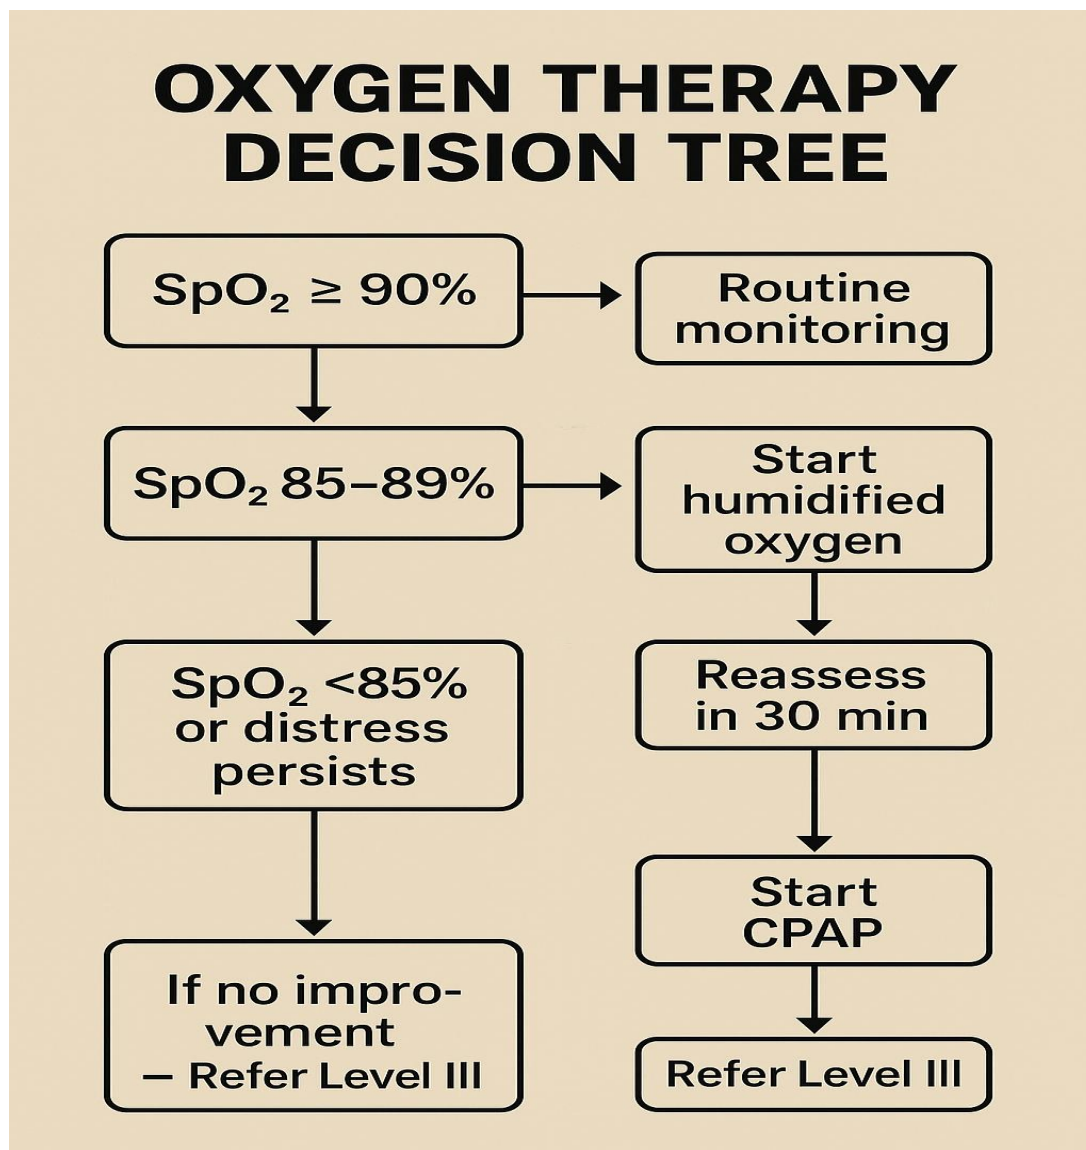 OXYGEN THERAPY
DECISION TREE
SpO₂ ≥ 90%
Routine
monitoring
SpO₂ 85–89%
Start
humidified
oxygen
SpO₂ <85%
or distress
persists
Reassess
in 30 min
Start
CPAP
If no impro-
vement
– Refer Level III
Refer Level III